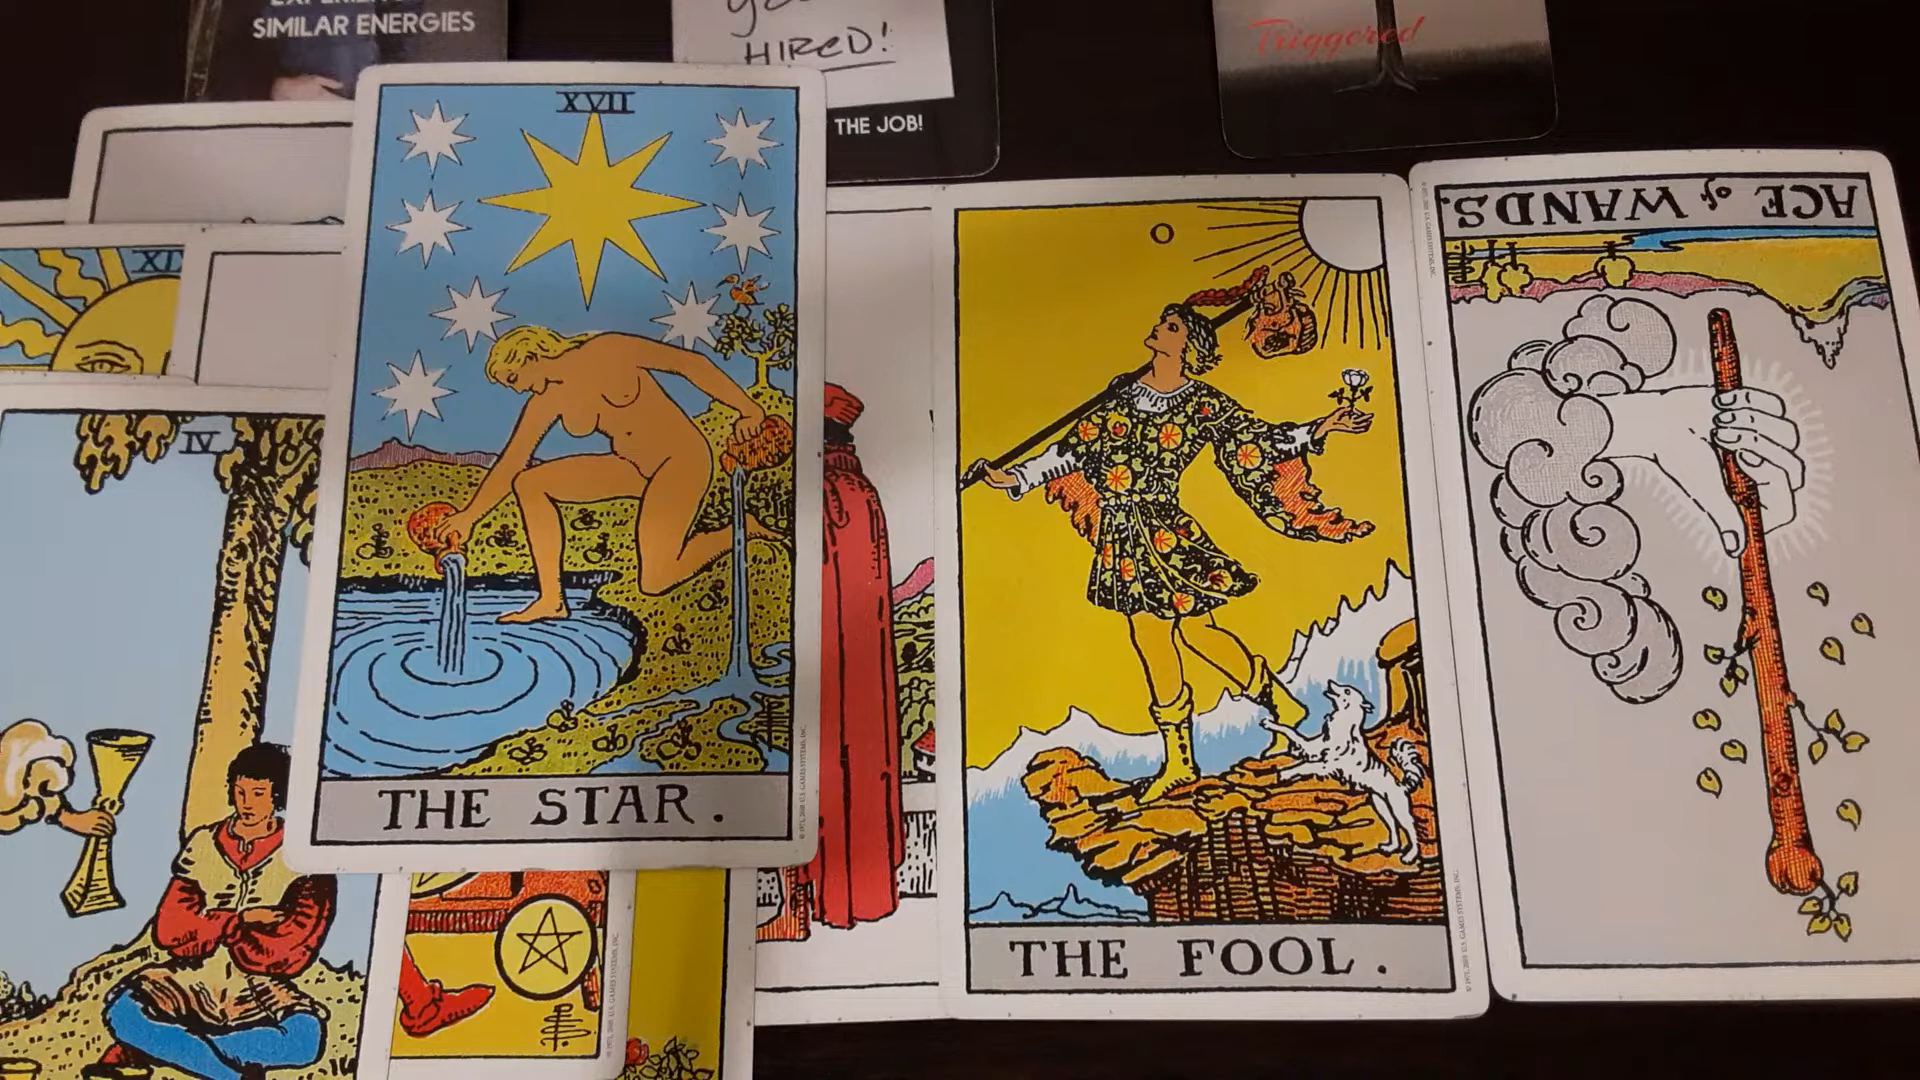 SIMILAR ENERGIES
HIRED!
THE JOB!
Triggered
XVII
THE STAR.
O
THE FOOL.
ACE of WANDS.
IV